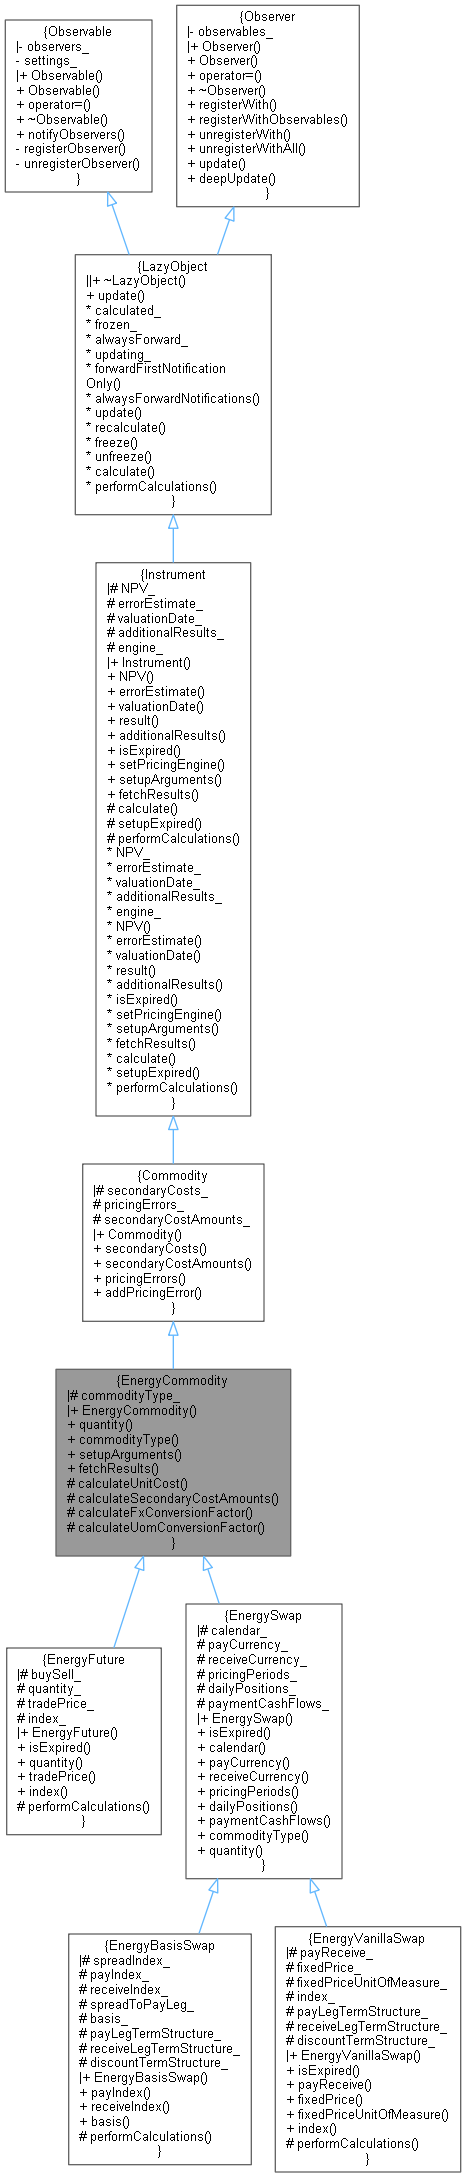 {Observable
|- observers_
- settings_
|+ Observable()
+ Observable()
+ operator=()
+ ~Observable()
+ notifyObservers()
- registerObserver()
- unregisterObserver()
}
{Observer
|- observables_
|+ Observer()
+ Observer()
+ operator=()
+ ~Observer()
+ registerWith()
+ registerWithObservables()
+ unregisterWith()
+ unregisterWithAll()
+ update()
+ deepUpdate()
}
{LazyObject
||+ ~LazyObject()
+ update()
* calculated_
* frozen_
* alwaysForward_
* updating_
* forwardFirstNotification
Only()
* alwaysForwardNotifications()
* update()
* recalculate()
* freeze()
* unfreeze()
* calculate()
* performCalculations()
}
{Instrument
|# NPV_
# errorEstimate_
# valuationDate_
# additionalResults_
# engine_
|+ Instrument()
+ NPV()
+ errorEstimate()
+ valuationDate()
+ result()
+ additionalResults()
+ isExpired()
+ setPricingEngine()
+ setupArguments()
+ fetchResults()
# calculate()
# setupExpired()
# performCalculations()
* NPV_
* errorEstimate_
* valuationDate_
* additionalResults_
* engine_
* NPV()
* errorEstimate()
* valuationDate()
* result()
* additionalResults()
* isExpired()
* setPricingEngine()
* setupArguments()
* fetchResults()
* calculate()
* setupExpired()
* performCalculations()
}
{Commodity
|# secondaryCosts_
# pricingErrors_
# secondaryCostAmounts_
|+ Commodity()
+ secondaryCosts()
+ secondaryCostAmounts()
+ pricingErrors()
+ addPricingError()
}
{EnergyCommodity
|# commodityType_
|+ EnergyCommodity()
+ quantity()
+ commodityType()
+ setupArguments()
+ fetchResults()
# calculateUnitCost()
# calculateSecondaryCostAmounts()
# calculateFxConversionFactor()
# calculateUomConversionFactor()
}
{EnergyFuture
|# buySell_
# quantity_
# tradePrice_
# index_
|+ EnergyFuture()
+ isExpired()
+ quantity()
+ tradePrice()
+ index()
# performCalculations()
}
{EnergySwap
|# calendar_
# payCurrency_
# receiveCurrency_
# pricingPeriods_
# dailyPositions_
# paymentCashFlows_
|+ EnergySwap()
+ isExpired()
+ calendar()
+ payCurrency()
+ receiveCurrency()
+ pricingPeriods()
+ dailyPositions()
+ paymentCashFlows()
+ commodityType()
+ quantity()
}
{EnergyBasisSwap
|# spreadIndex_
# payIndex_
# receiveIndex_
# spreadToPayLeg_
# basis_
# payLegTermStructure_
# receiveLegTermStructure_
# discountTermStructure_
|+ EnergyBasisSwap()
+ payIndex()
+ receiveIndex()
+ basis()
# performCalculations()
}
{EnergyVanillaSwap
|# payReceive_
# fixedPrice_
# fixedPriceUnitOfMeasure_
# index_
# payLegTermStructure_
# receiveLegTermStructure_
# discountTermStructure_
|+ EnergyVanillaSwap()
+ isExpired()
+ payReceive()
+ fixedPrice()
+ fixedPriceUnitOfMeasure()
+ index()
# performCalculations()
}